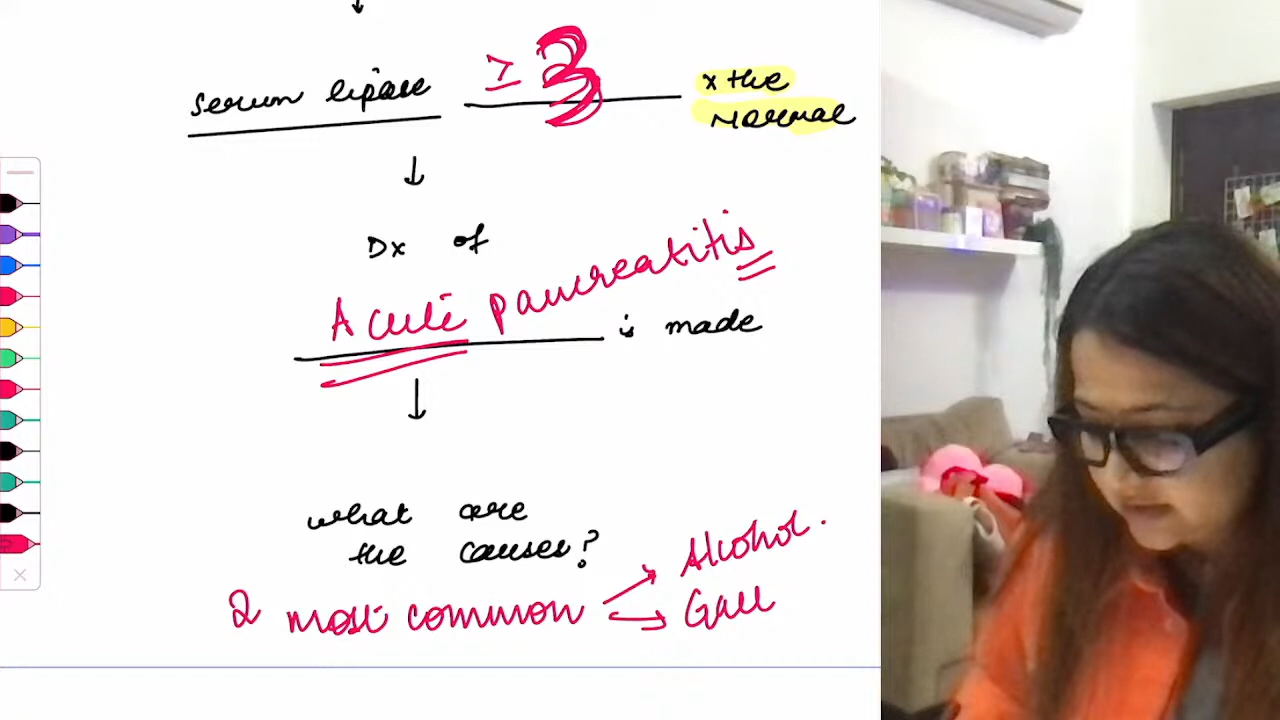 serum lipase ≥ 3 x the
Normal
Dx of
Acute pancreatitis is made
what are
the causes?
2 most common Alcohol.
Gall